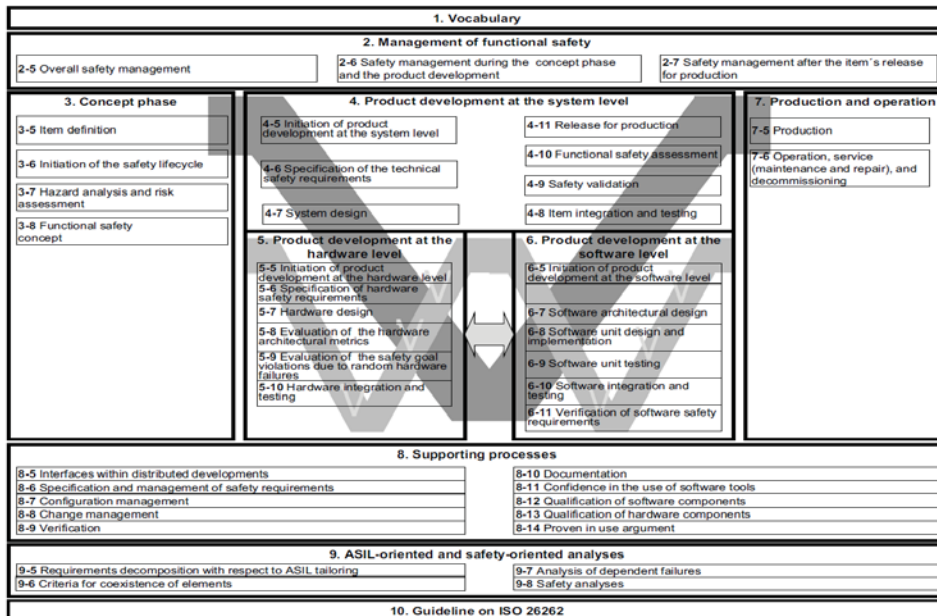 1. Vocabulary
2. Management of functional safety
2-5 Overall safety management
2-6 Safety management during the concept phase
and the product development
2-7 Safety management after the item´s release
for production
3. Concept phase
3-5 Item definition
3-6 Initiation of the safety lifecycle
3-7 Hazard analysis and risk
assessment
3-8 Functional safety
concept
4. Product development at the system level
4-5 Initiation of product
development at the system level
4-6 Specification of the technical
safety requirements
4-7 System design
4-11 Release for production
4-10 Functional safety assessment
4-9 Safety validation
4-8 Item integration and testing
7. Production and operation
7-5 Production
7-6 Operation, service
(maintenance and repair), and
decommissioning
5. Product development at the
hardware level
5-5 Initiation of product
development at the hardware level
5-6 Specification of hardware
safety requirements
5-7 Hardware design
5-8 Evaluation of the hardware
architectural metrics
5-9 Evaluation of the safety goal
violations due to random hardware
failures
5-10 Hardware integration and
testing
6. Product development at the
software level
6-5 Initiation of product
development at the software level
6-7 Software architectural design
6-8 Software unit design and
implementation
6-9 Software unit testing
6-10 Software integration and
testing
6-11 Verification of software safety
requirements
8. Supporting processes
8-5 Interfaces within distributed developments
8-6 Specification and management of safety requirements
8-7 Configuration management
8-8 Change management
8-9 Verification
8-10 Documentation
8-11 Confidence in the use of software tools
8-12 Qualification of software components
8-13 Qualification of hardware components
8-14 Proven in use argument
9. ASIL-oriented and safety-oriented analyses
9-5 Requirements decomposition with respect to ASIL tailoring
9-6 Criteria for coexistence of elements
9-7 Analysis of dependent failures
9-8 Safety analyses
10. Guideline on ISO 26262